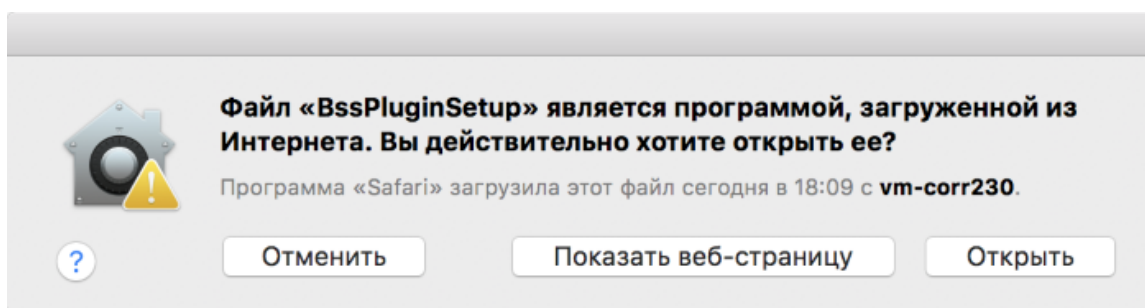 Файл «BssPluginSetup» является программой, загруженной из
Интернета. Вы действительно хотите открыть ее?
Программа «Safari» загрузила этот файл сегодня в 18:09 с vm-corr230.
?
Отменить
Показать веб-страницу
Открыть